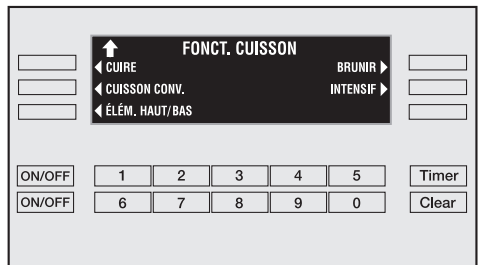 FONCT. CUISSON
CUIRE BRUNIR
CUISSON CONV. INTENSIF
ÉLÉM. HAUT/BAS
ON/OFF 1 2 3 4 5 Timer
ON/OFF 6 7 8 9 0 Clear